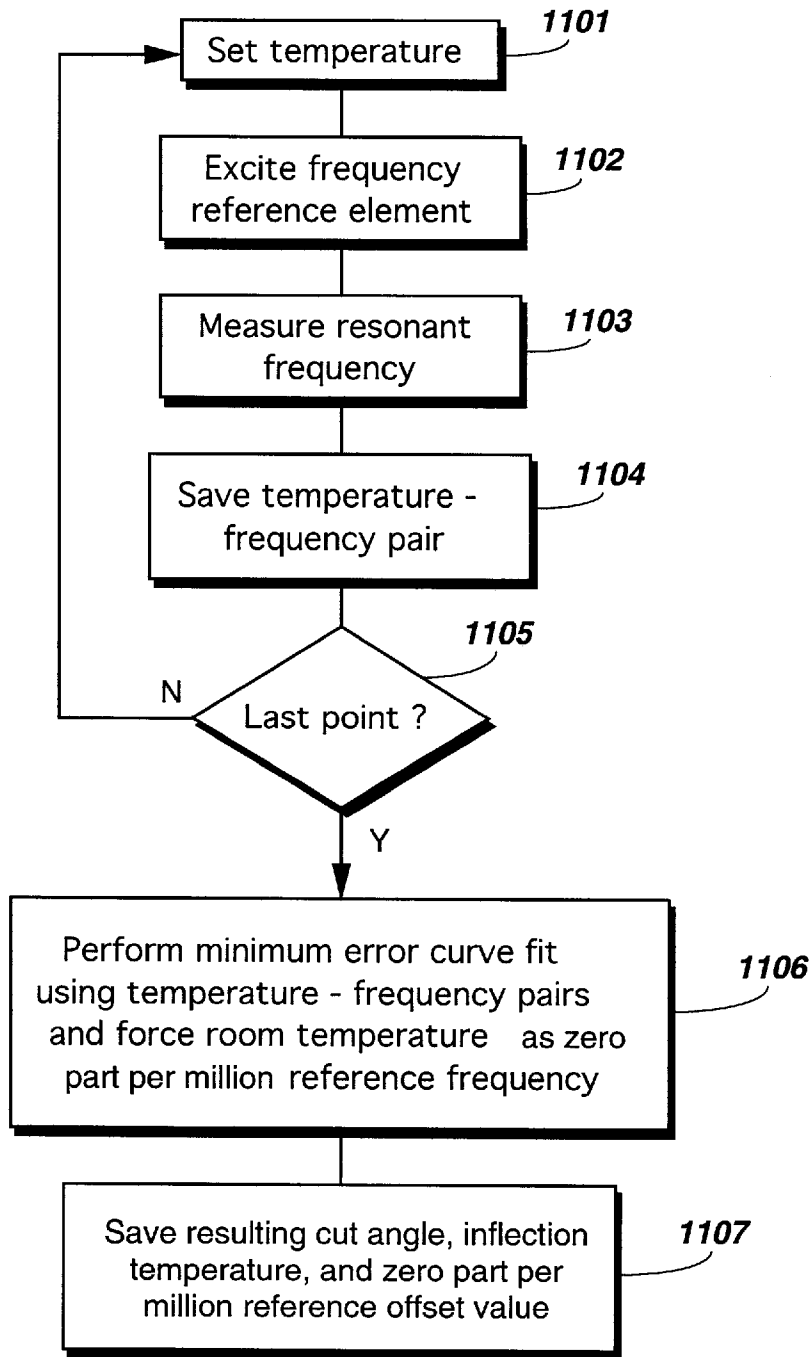 1101
Set temperature
1102
Excite frequency
reference element
1103
Measure resonant
frequency
1104
Save temperature -
frequency pair
1105
N
Last point ?
Y
1106
Perform minimum error curve fit
using temperature - frequency pairs
and force room temperature as zero
part per million reference frequency
1107
Save resulting cut angle, inflection
temperature, and zero part per
million reference offset value